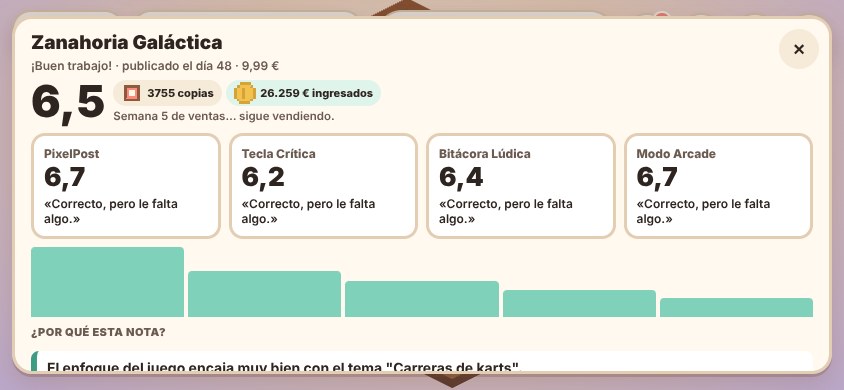 Zanahoria Galáctica
¡Buen trabajo! · publicado el día 48 · 9,99 €
6,5
3755 copias
26.259 € ingresados
Semana 5 de ventas... sigue vendiendo.
PixelPost
6,7
«Correcto, pero le falta
algo.»
Tecla Crítica
6,2
«Correcto, pero le falta
algo.»
Bitácora Lúdica
6,4
«Correcto, pero le falta
algo.»
Modo Arcade
6,7
«Correcto, pero le falta
algo.»
¿POR QUÉ ESTA NOTA?
El enfoque del juego encaja muy bien con el tema "Carreras de karts".